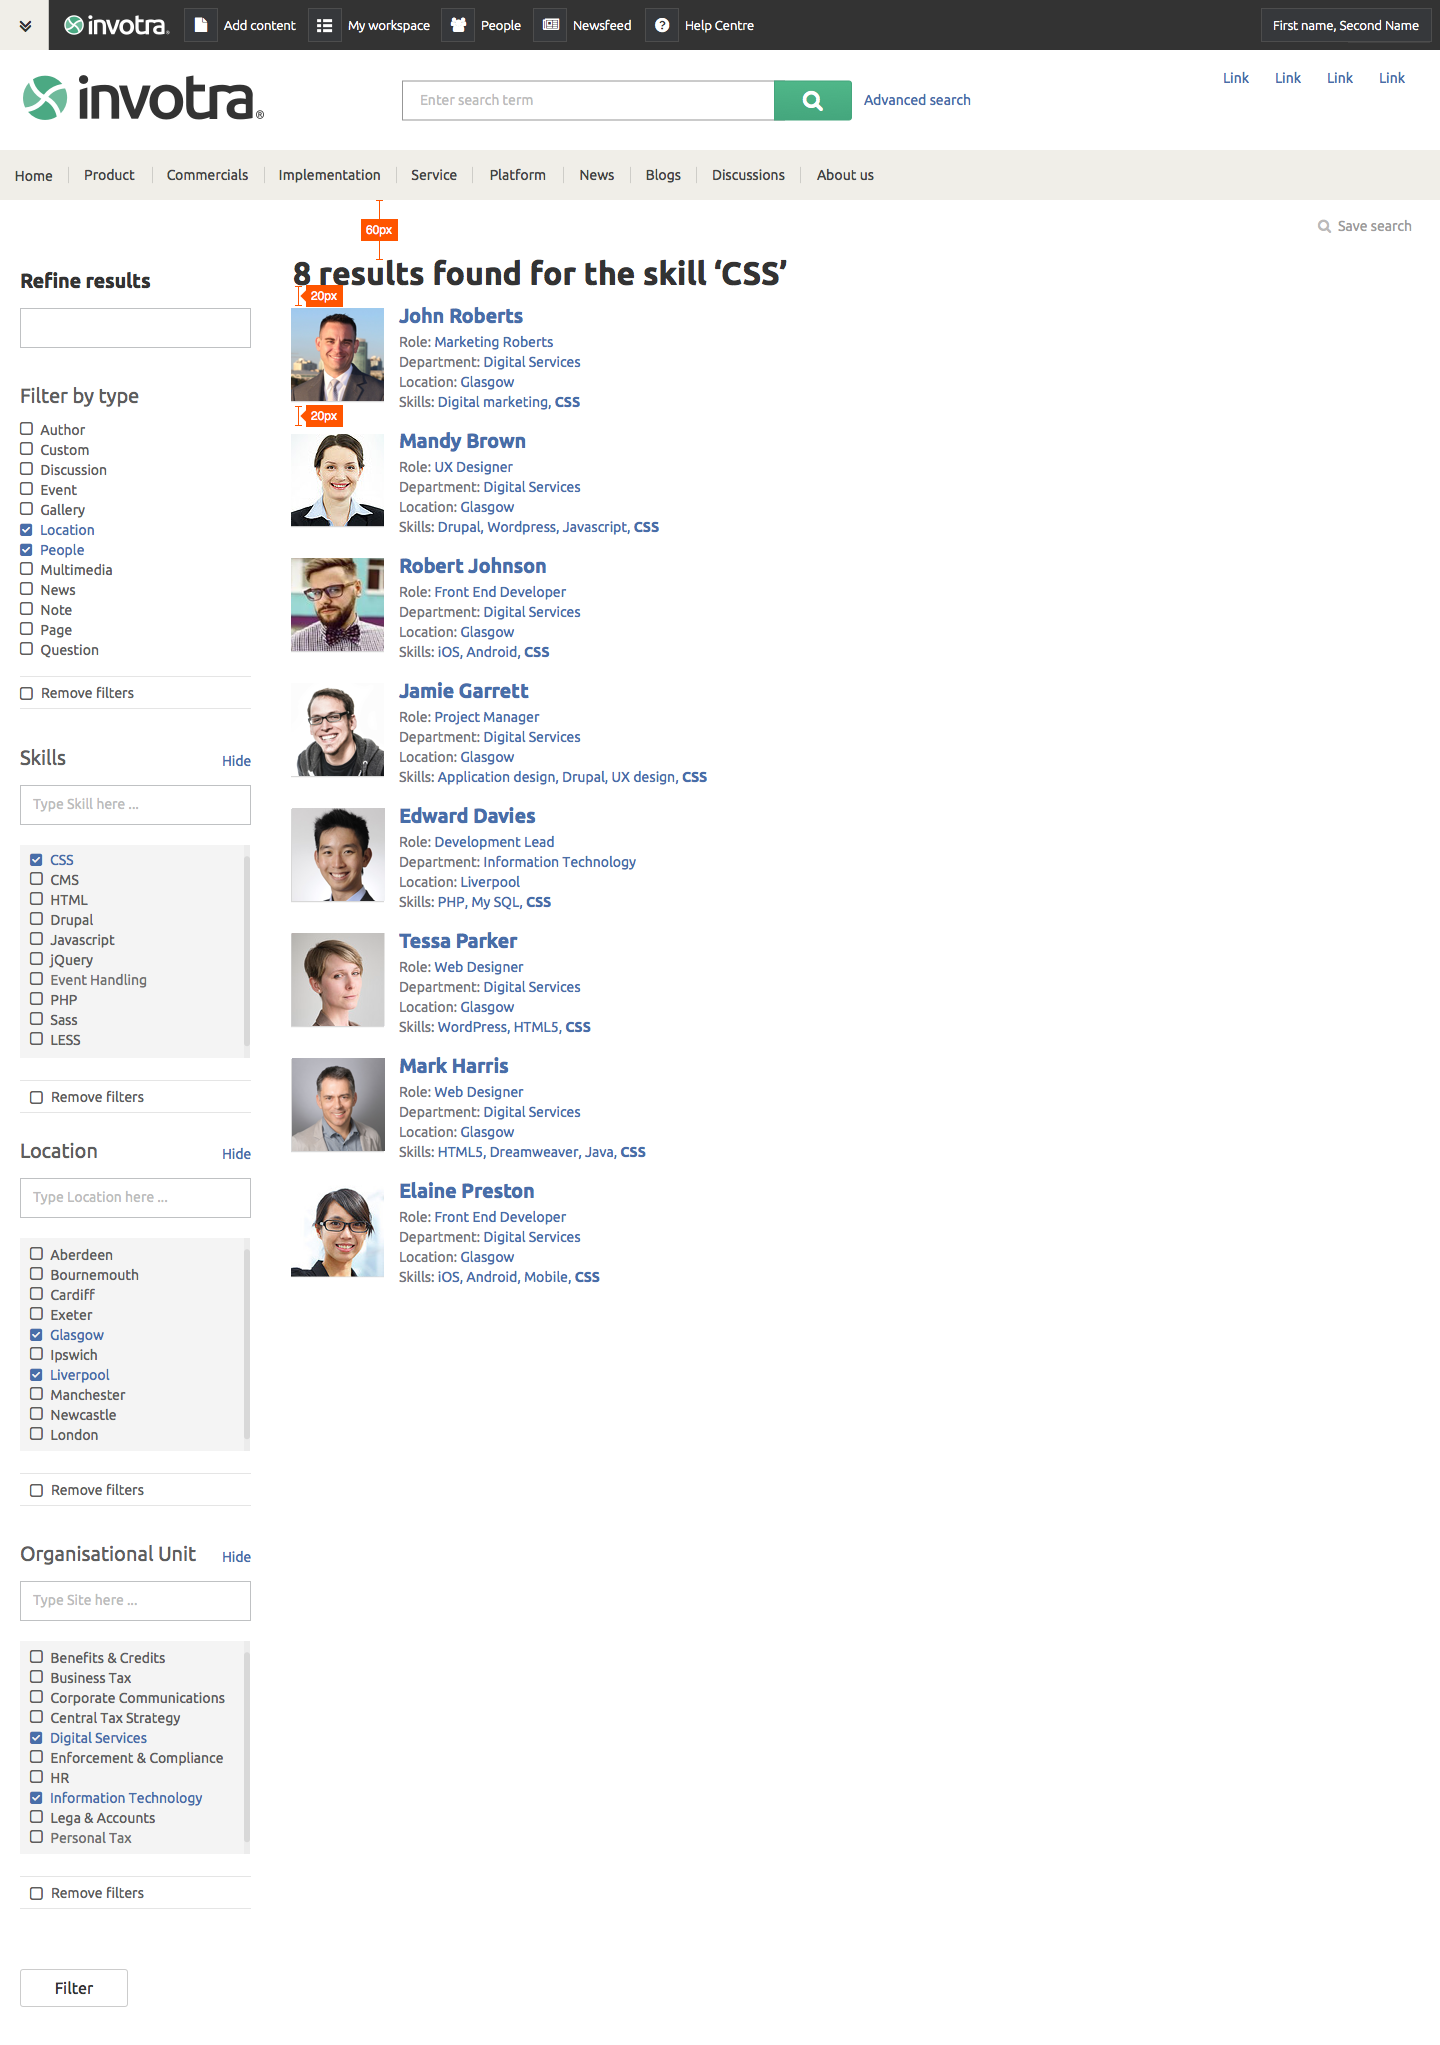 invotra.
Add content
My workspace
People
Newsfeed
Help Centre
First name, Second Name
invotra®
Enter search term
Advanced search
Link
Link
Link
Link
Home
Product
Commercials
Implementation
Service
Platform
News
Blogs
Discussions
About us
60px
Save search
Refine results
Filter by type
Author
Custom
Discussion
Event
Gallery
Location
People
Multimedia
News
Note
Page
Question
Remove filters
Skills
Hide
Type Skill here ...
CSS
CMS
HTML
Drupal
Javascript
jQuery
Event Handling
PHP
Sass
LESS
Remove filters
Location
Hide
Type Location here ...
Aberdeen
Bournemouth
Cardiff
Exeter
Glasgow
Ipswich
Liverpool
Manchester
Newcastle
London
Remove filters
Organisational Unit
Hide
Type Site here ...
Benefits & Credits
Business Tax
Corporate Communications
Central Tax Strategy
Digital Services
Enforcement & Compliance
HR
Information Technology
Lega & Accounts
Personal Tax
Remove filters
Filter
8 results found for the skill ‘CSS’
20px
John Roberts
Role: Marketing Roberts
Department: Digital Services
Location: Glasgow
Skills: Digital marketing, CSS
20px
Mandy Brown
Role: UX Designer
Department: Digital Services
Location: Glasgow
Skills: Drupal, Wordpress, Javascript, CSS
Robert Johnson
Role: Front End Developer
Department: Digital Services
Location: Glasgow
Skills: iOS, Android, CSS
Jamie Garrett
Role: Project Manager
Department: Digital Services
Location: Glasgow
Skills: Application design, Drupal, UX design, CSS
Edward Davies
Role: Development Lead
Department: Information Technology
Location: Liverpool
Skills: PHP, My SQL, CSS
Tessa Parker
Role: Web Designer
Department: Digital Services
Location: Glasgow
Skills: WordPress, HTML5, CSS
Mark Harris
Role: Web Designer
Department: Digital Services
Location: Glasgow
Skills: HTML5, Dreamweaver, Java, CSS
Elaine Preston
Role: Front End Developer
Department: Digital Services
Location: Glasgow
Skills: iOS, Android, Mobile, CSS